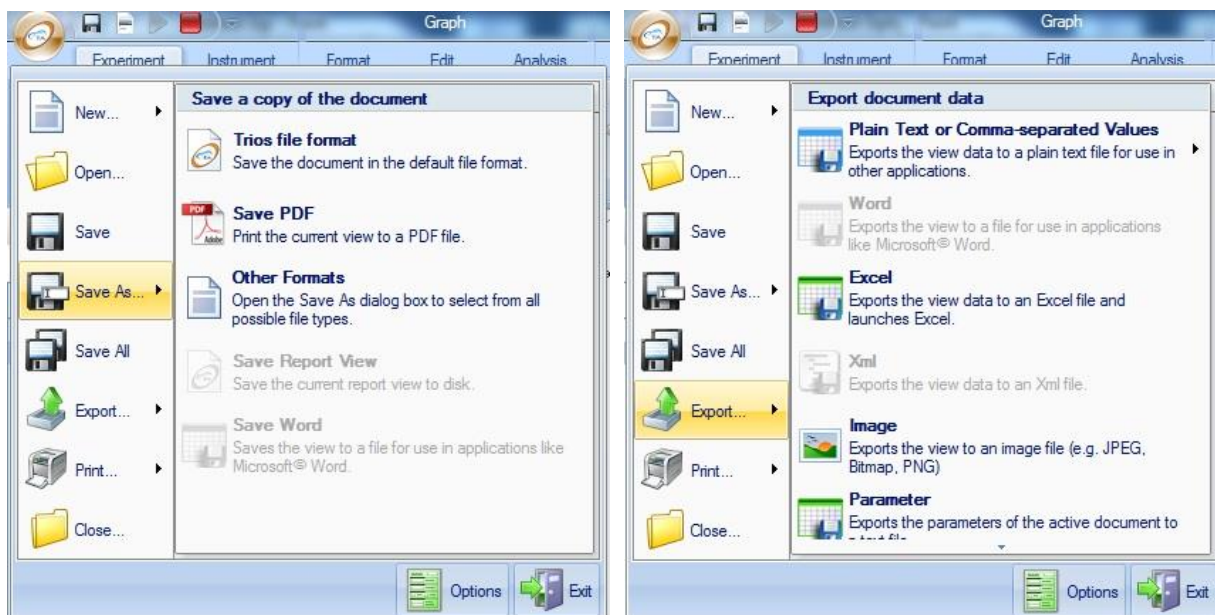 Graph
Experiment Instrument Format Edit Analysis
New...
Open...
Save
Save As...
Save All
Export...
Print...
Close...
Save a copy of the document
Trios file format
Save the document in the default file format.
PDF
Adobe
Save PDF
Print the current view to a PDF file.
Other Formats
Open the Save As dialog box to select from all
possible file types.
Save Report View
Save the current report view to disk.
Save Word
Saves the view to a file for use in applications like
Microsoft® Word.
Options Exit
Graph
Experiment Instrument Format Edit Analysis
New...
Open...
Save
Save As...
Save All
Export...
Print...
Close...
Export document data
Plain Text or Comma-separated Values
Exports the view data to a plain text file for use in
other applications.
Word
Exports the view to a file for use in applications
like Microsoft® Word.
Excel
Exports the view data to an Excel file and
launches Excel.
Xml
Exports the view data to an Xml file.
Image
Exports the view to an image file (e.g. JPEG,
Bitmap, PNG)
Parameter
Exports the parameters of the active document to
a text file
Options Exit